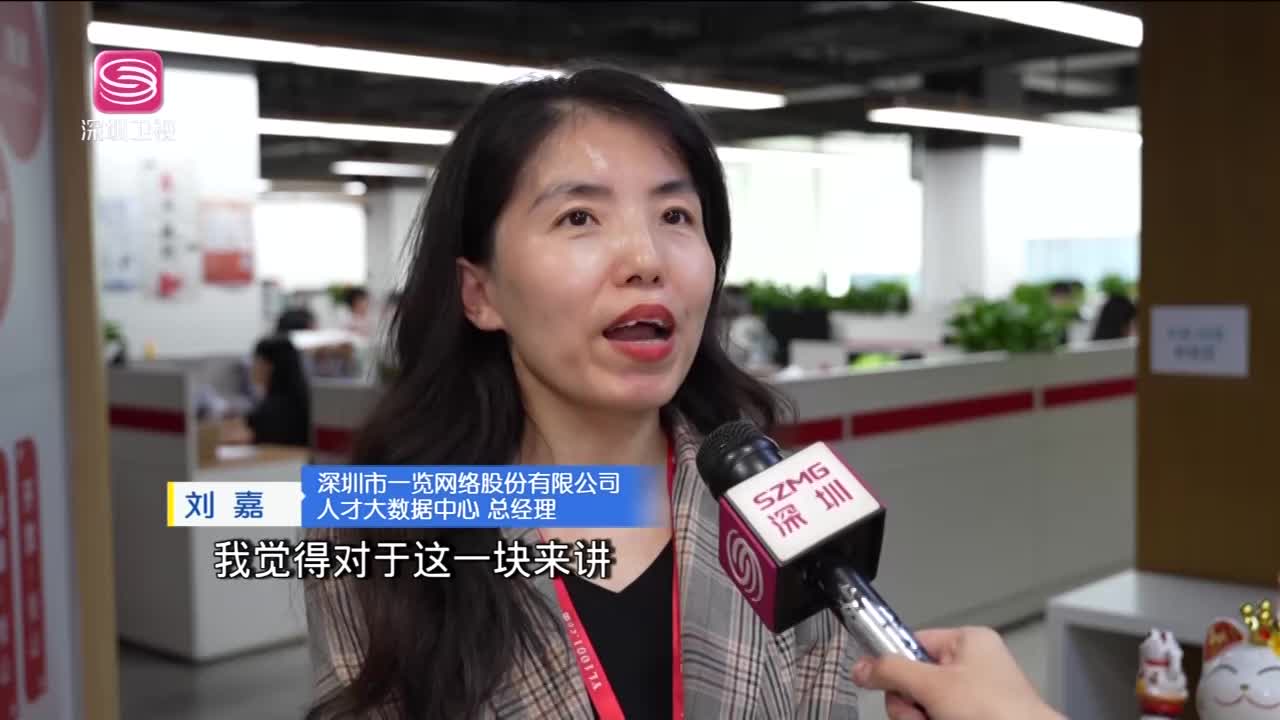 深圳卫视
刘 嘉
深圳市一览网络股份有限公司
人才大数据中心 总经理
我觉得对于这一块来讲
SZMG
深圳
YL1001.com